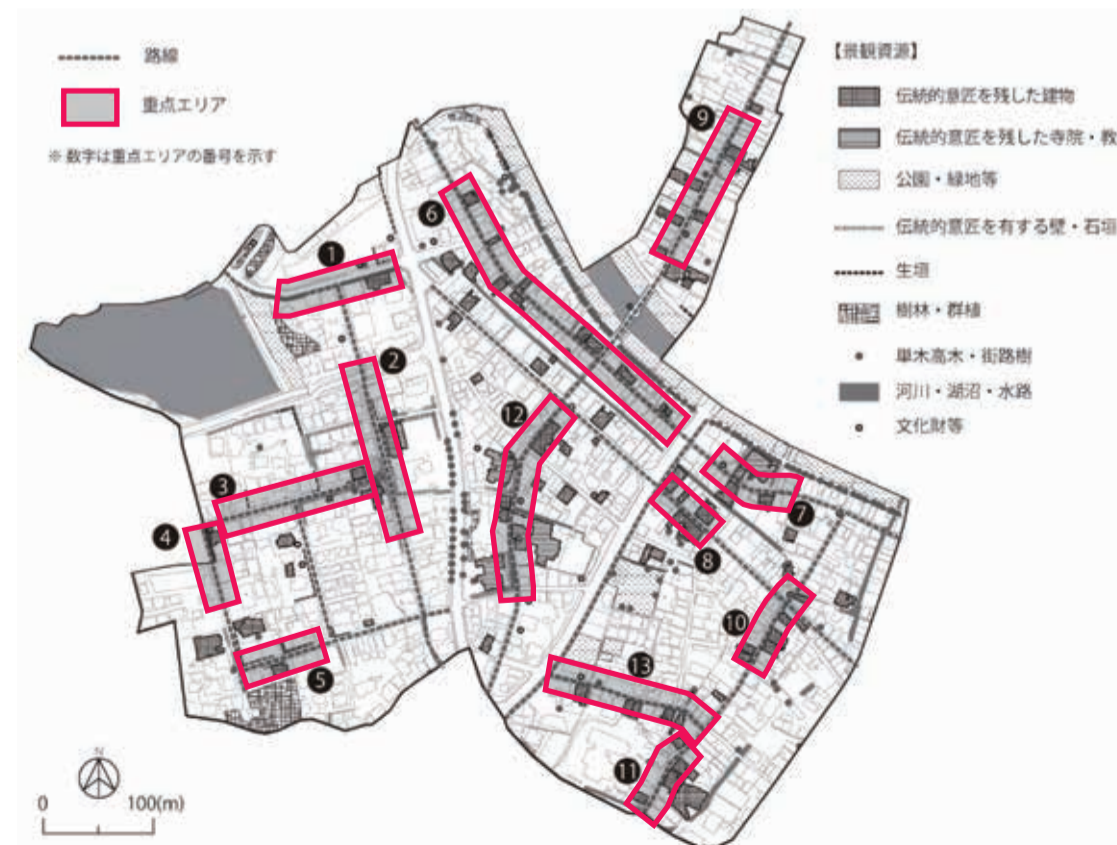 路線
重点エリア
※ 数字は重点エリアの番号を示す
【景観資源】
伝統的意匠を残した建物
伝統的意匠を残した寺院・教
公園・緑地等
伝統的意匠を有する壁・石垣
生垣
樹林・群植
単木高木・街路樹
河川・湖沼・水路
文化財等
9
6
1
2
12
3
4
7
8
10
5
13
11
N
0 100(m)